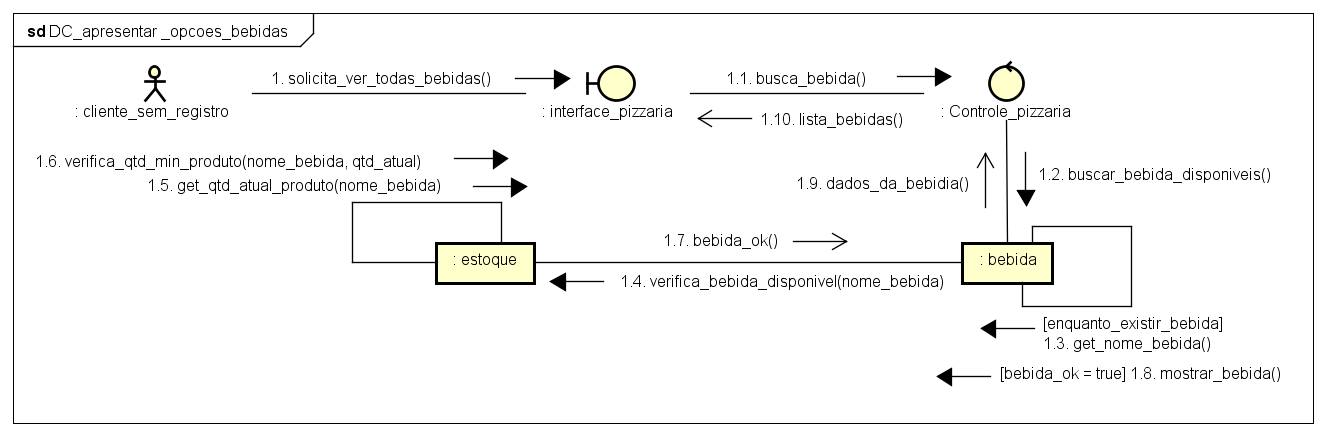 sd DC_apresentar _opcoes_bebidas
1. solicita_ver_todas_bebidas()
1.1. busca_bebida()
: cliente_sem_registro
: interface_pizzaria
: Controle_pizzaria
1.10. lista_bebidas()
1.6. verifica_qtd_min_produto(nome_bebida, qtd_atual)
1.5. get_qtd_atual_produto(nome_bebida)
1.9. dados_da_bebidia()
1.2. buscar_bebida_disponiveis()
1.7. bebida_ok()
: estoque
: bebida
1.4. verifica_bebida_disponivel(nome_bebida)
[enquanto_existir_bebida]
1.3. get_nome_bebida()
[bebida_ok = true] 1.8. mostrar_bebida()